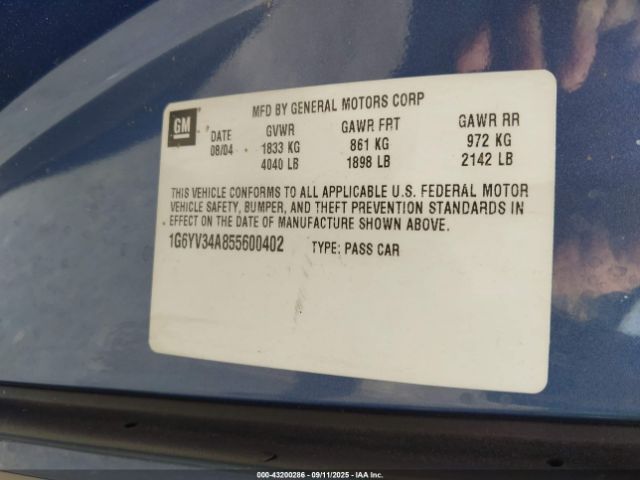 MFD BY GENERAL MOTORS CORP
GM
DATE GVWR GAWR FRT GAWR RR
08/04 1833 KG 861 KG 972 KG
4040 LB 1898 LB 2142 LB
THIS VEHICLE CONFORMS TO ALL APPLICABLE U.S. FEDERAL MOTOR
VEHICLE SAFETY, BUMPER, AND THEFT PREVENTION STANDARDS IN
EFFECT ON THE DATE OF MANUFACTURE SHOWN ABOVE.
1G6YV34A855600402 TYPE: PASS CAR
000-43200286 - 09/11/2025 - IAA Inc.